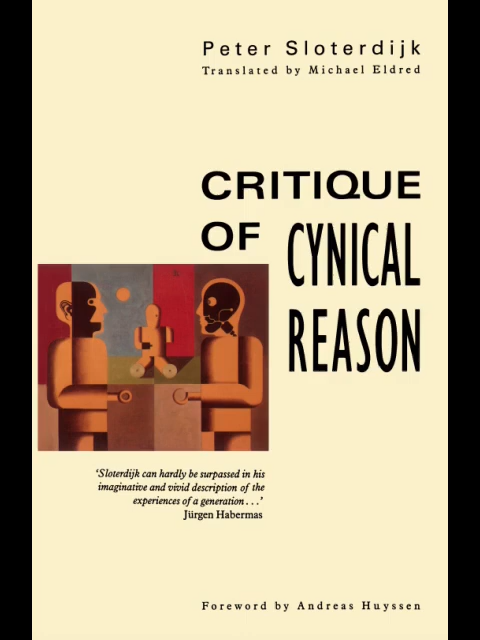 Peter Sloterdijk
Translated by Michael Eldred
CRITIQUE
OF CYNICAL
REASON
‘Sloterdijk can hardly be surpassed in his
imaginative and vivid description of the
experiences of a generation . . .’
Jürgen Habermas
Foreword by Andreas Huyssen